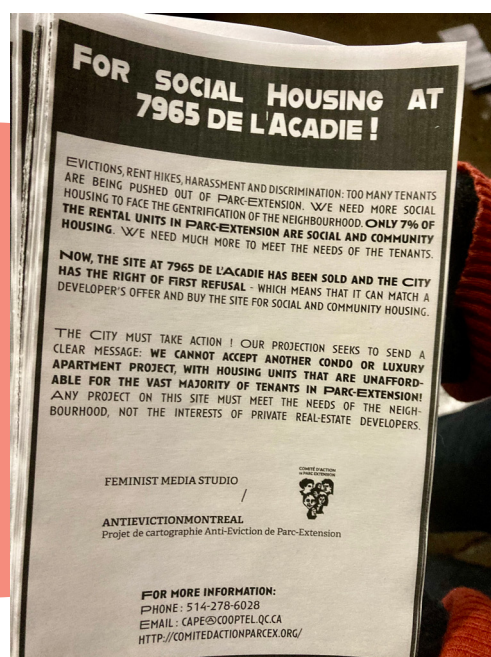 FOR SOCIAL HOUSING AT
7965 DE L'ACADIE !
EVICTIONS, RENT HIKES, HARASSMENT AND DISCRIMINATION: TOO MANY TENANTS
ARE BEING PUSHED OUT OF PARC-EXTENSION. WE NEED MORE SOCIAL
HOUSING TO FACE THE GENTRIFICATION OF THE NEIGHBOURHOOD. ONLY 7% OF
THE RENTAL UNITS IN PARC-EXTENSION ARE SOCIAL AND COMMUNITY
HOUSING. WE NEED MUCH MORE TO MEET THE NEEDS OF THE TENANTS.
NOW, THE SITE AT 7965 DE L'ACADIE HAS BEEN SOLD AND THE CITY
HAS THE RIGHT OF FIRST REFUSAL - WHICH MEANS THAT IT CAN MATCH A
DEVELOPER'S OFFER AND BUY THE SITE FOR SOCIAL AND COMMUNITY HOUSING.
THE CITY MUST TAKE ACTION ! OUR PROJECTION SEEKS TO SEND A
CLEAR MESSAGE: WE CANNOT ACCEPT ANOTHER CONDO OR LUXURY
APARTMENT PROJECT, WITH HOUSING UNITS THAT ARE UNAFFORD-
ABLE FOR THE VAST MAJORITY OF TENANTS IN PARC-EXTENSION!
ANY PROJECT ON THIS SITE MUST MEET THE NEEDS OF THE NEIGH-
BOURHOOD, NOT THE INTERESTS OF PRIVATE REAL-ESTATE DEVELOPERS.
COMITÉ D'ACTION
DE PARC EXTENSION
FEMINIST MEDIA STUDIO
/
ANTIEVICTIONMONTREAL
Projet de cartographie Anti-Eviction de Parc-Extension
FOR MORE INFORMATION:
PHONE: 514-278-6028
EMAIL: CAPE@COOPTEL.QC.CA
HTTP://COMITEDACTIONPARCEX.ORG/